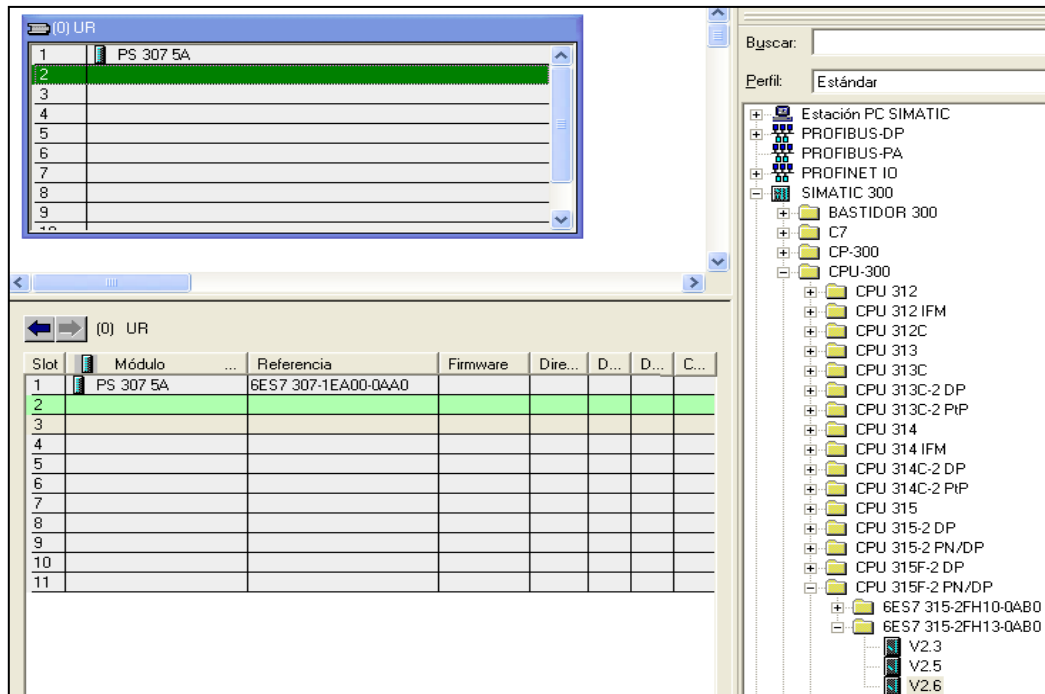 (0) UR
1 PS 307 5A
2
3
4
5
6
7
8
9
10
(0) UR
Slot Módulo ... Referencia Firmware Dire... D... D... C...
1 PS 307 5A 6ES7 307-1EA00-0AA0
2
3
4
5
6
7
8
9
10
11
Buscar:
Perfil: Estándar
Estación PC SIMATIC
PROFIBUS-DP
PROFIBUS-PA
PROFINET IO
SIMATIC 300
BASTIDOR 300
C7
CP-300
CPU-300
CPU 312
CPU 312 IFM
CPU 312C
CPU 313
CPU 313C
CPU 313C-2 DP
CPU 313C-2 PtP
CPU 314
CPU 314 IFM
CPU 314C-2 DP
CPU 314C-2 PtP
CPU 315
CPU 315-2 DP
CPU 315-2 PN/DP
CPU 315F-2 DP
CPU 315F-2 PN/DP
6ES7 315-2FH10-0AB0
6ES7 315-2FH13-0AB0
V2.3
V2.5
V2.6